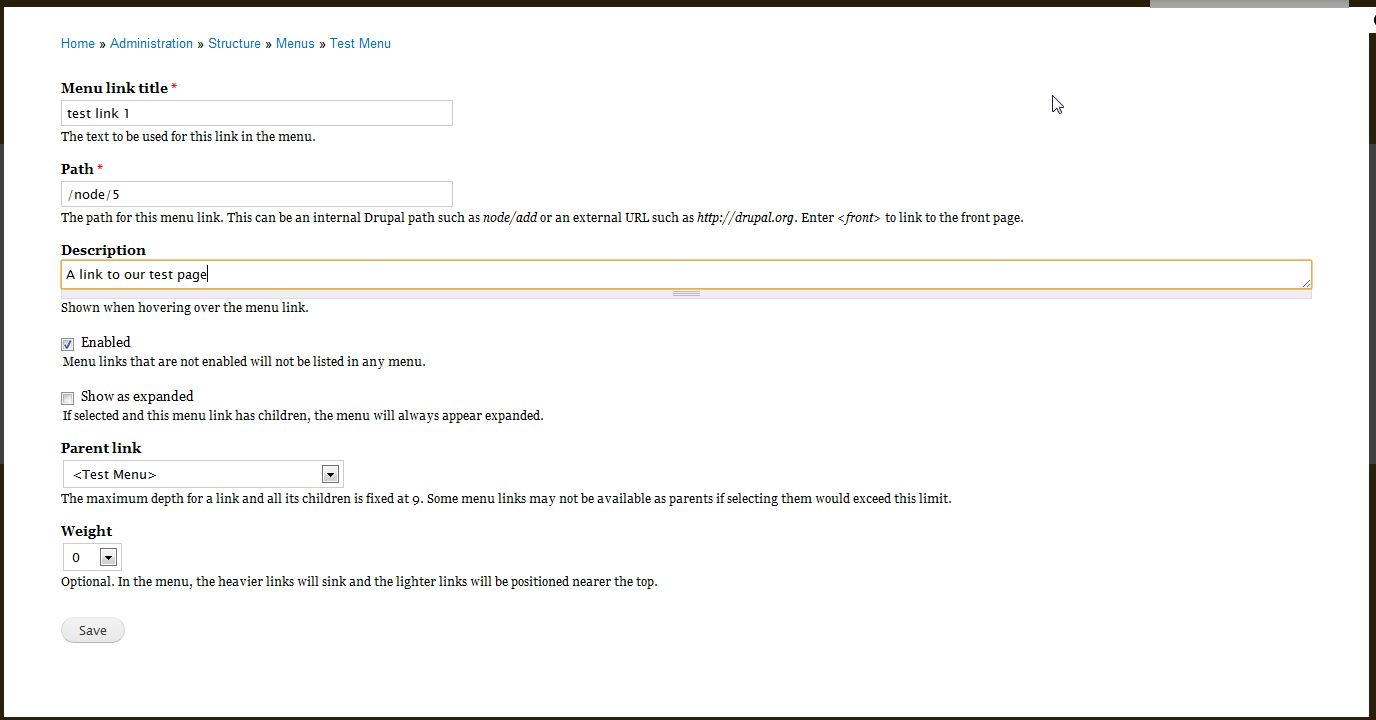 Home » Administration » Structure » Menus » Test Menu
Menu link title *
test link 1
The text to be used for this link in the menu.
Path *
/node/5
The path for this menu link. This can be an internal Drupal path such as node/add or an external URL such as http://drupal.org. Enter <front> to link to the front page.
Description
A link to our test page
Shown when hovering over the menu link.
Enabled
Menu links that are not enabled will not be listed in any menu.
Show as expanded
If selected and this menu link has children, the menu will always appear expanded.
Parent link
<Test Menu>
The maximum depth for a link and all its children is fixed at 9. Some menu links may not be available as parents if selecting them would exceed this limit.
Weight
0
Optional. In the menu, the heavier links will sink and the lighter links will be positioned nearer the top.
Save